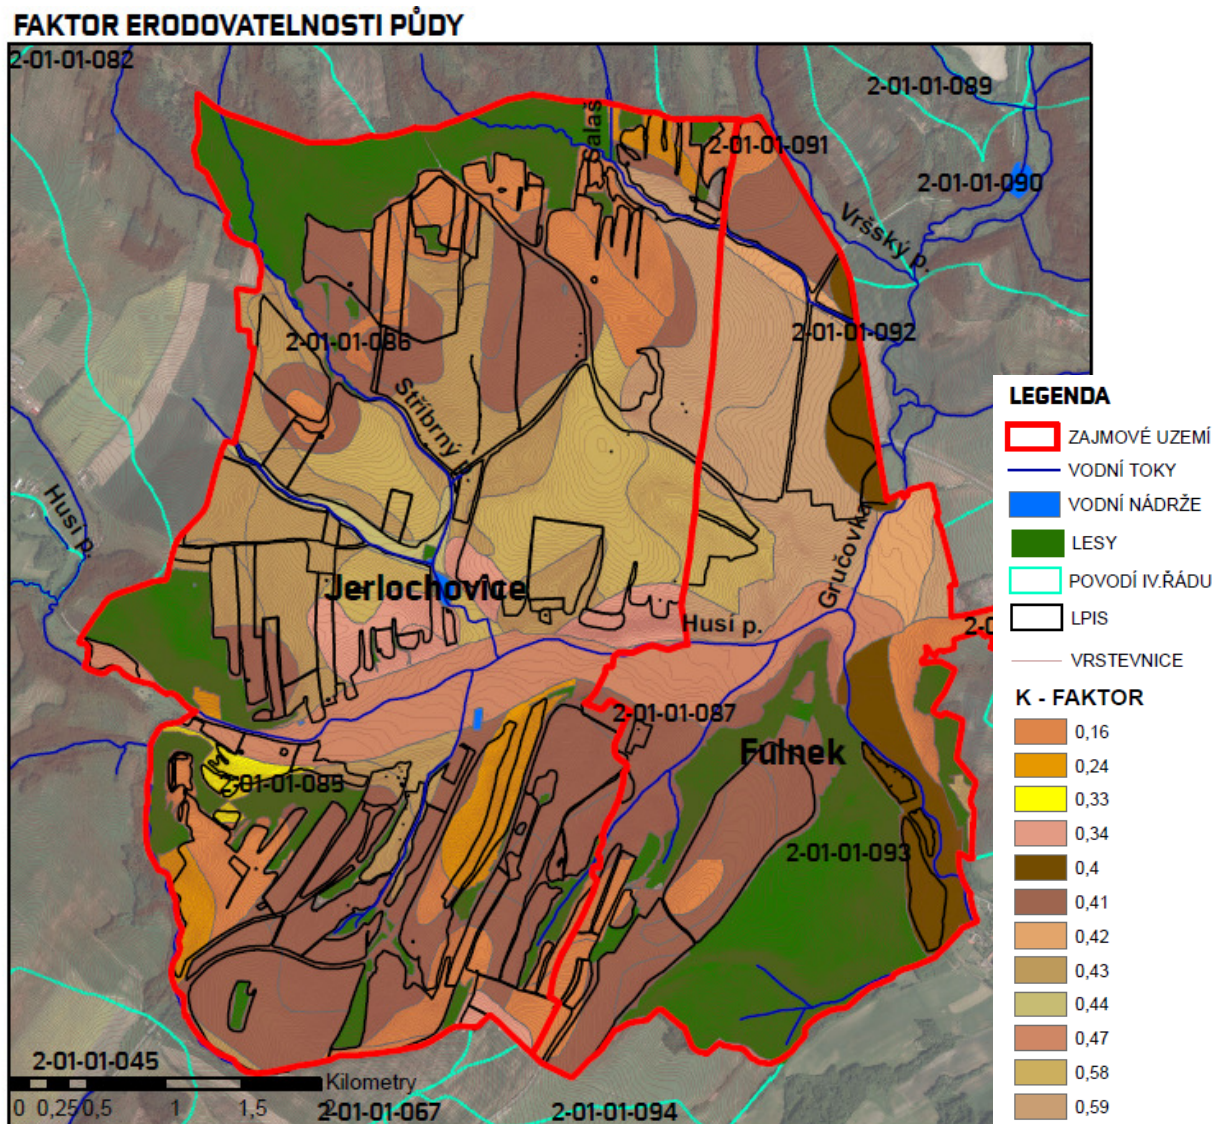 FAKTOR ERODOVATELNOSTI PŮDY
2-01-01-082
2-01-01-089
Salaš
2-01-01-091
2-01-01-090
Vršský p.
2-01-01-086
2-01-01-092
Stříbrný
Husí p.
Gručovka
Jerlochovice
Husí p.
2-01-01-087
Fulnek
2-01-01-085
2-01-01-093
2-01-01-045
Kilometry
0 0,25 0,5 1 1,5 2
2-01-01-067
2-01-01-094
LEGENDA
ZAJMOVÉ UZEMÍ
VODNÍ TOKY
VODNÍ NÁDRŽE
LESY
POVODÍ IV.ŘÁDU
LPIS
VRSTEVNICE
K - FAKTOR
0,16
0,24
0,33
0,34
0,4
0,41
0,42
0,43
0,44
0,47
0,58
0,59